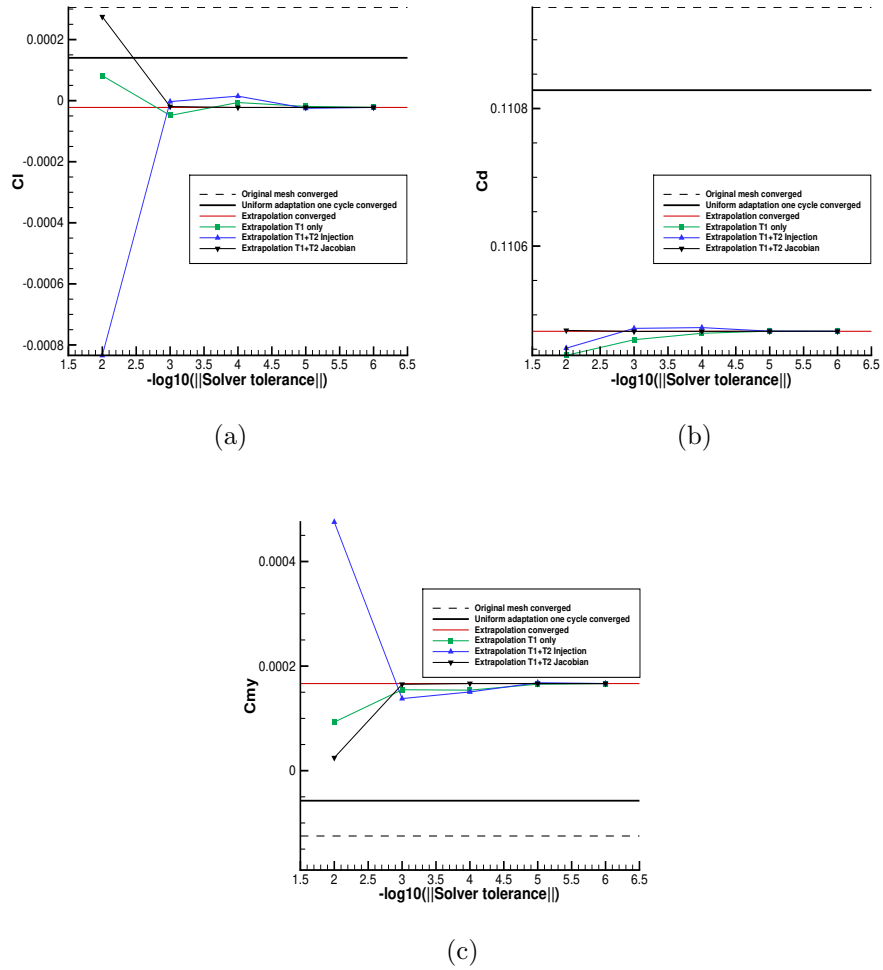 0.0002
0
-0.0002
-0.0004
-0.0006
-0.0008
Cl
Original mesh converged
Uniform adaptation one cycle converged
Extrapolation converged
Extrapolation T1 only
Extrapolation T1+T2 Injection
Extrapolation T1+T2 Jacobian
1.5 2 2.5 3 3.5 4 4.5 5 5.5 6 6.5
-log10(||Solver tolerance||)
(a)
0.1108
0.1106
Cd
Original mesh converged
Uniform adaptation one cycle converged
Extrapolation converged
Extrapolation T1 only
Extrapolation T1+T2 Injection
Extrapolation T1+T2 Jacobian
1.5 2 2.5 3 3.5 4 4.5 5 5.5 6 6.5
-log10(||Solver tolerance||)
(b)
0.0004
0.0002
0
Cmy
Original mesh converged
Uniform adaptation one cycle converged
Extrapolation converged
Extrapolation T1 only
Extrapolation T1+T2 Injection
Extrapolation T1+T2 Jacobian
1.5 2 2.5 3 3.5 4 4.5 5 5.5 6 6.5
-log10(||Solver tolerance||)
(c)